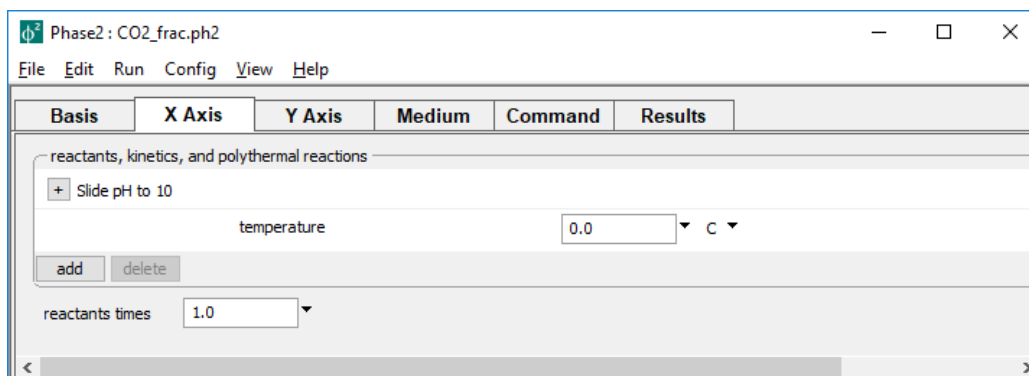 ϕ² Phase2 : CO2_frac.ph2
File Edit Run Config View Help
Basis X Axis Y Axis Medium Command Results
reactants, kinetics, and polythermal reactions
+ Slide pH to 10
temperature 0.0 C
add delete
reactants times 1.0